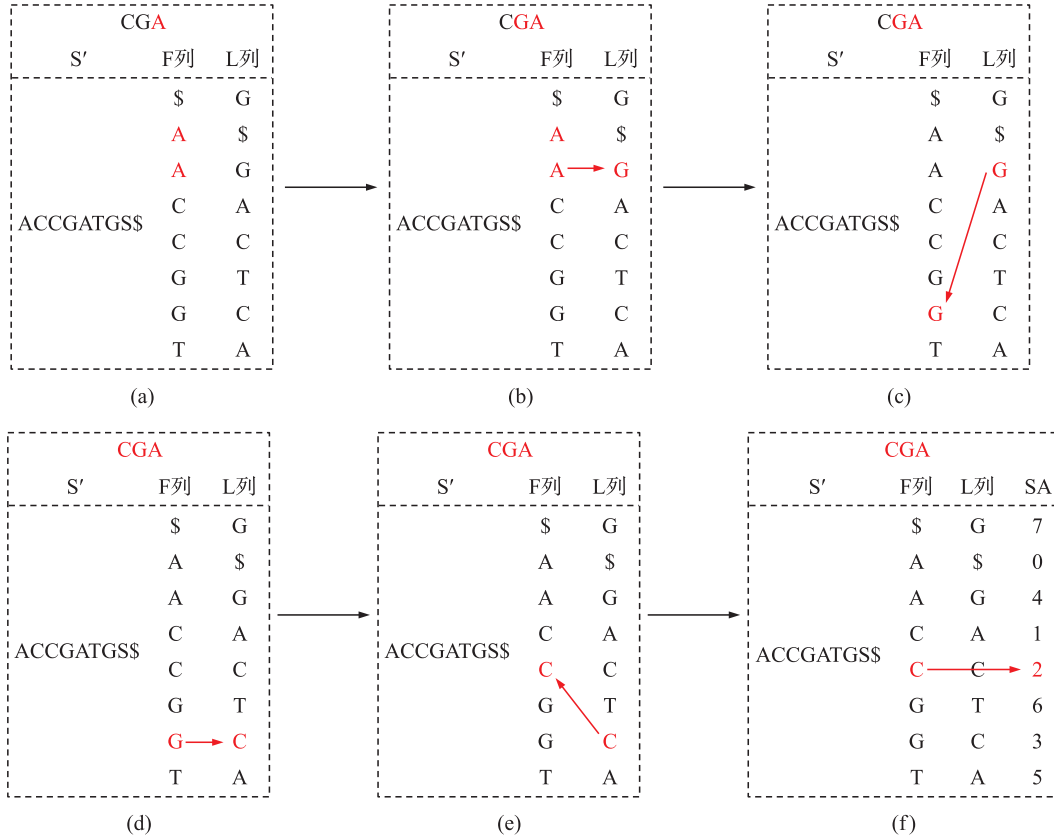 CGA
S′ F列 L列
$ G
A $
A G
C A
ACCGATGS$
C C
G T
G C
T A
(a)
CGA
S′ F列 L列
$ G
A $
A G
C A
ACCGATGS$
C C
G T
G C
T A
(b)
CGA
S′ F列 L列
$ G
A $
A G
C A
ACCGATGS$
C C
G T
G C
T A
(c)
CGA
S′ F列 L列
$ G
A $
A G
C A
ACCGATGS$
C C
G T
G C
T A
(d)
CGA
S′ F列 L列
$ G
A $
A G
C A
ACCGATGS$
C C
G T
G C
T A
(e)
CGA
S′ F列 L列 SA
$ G 7
A $ 0
A G 4
C A 1
ACCGATGS$
C C 2
G T 6
G C 3
T A 5
(f)